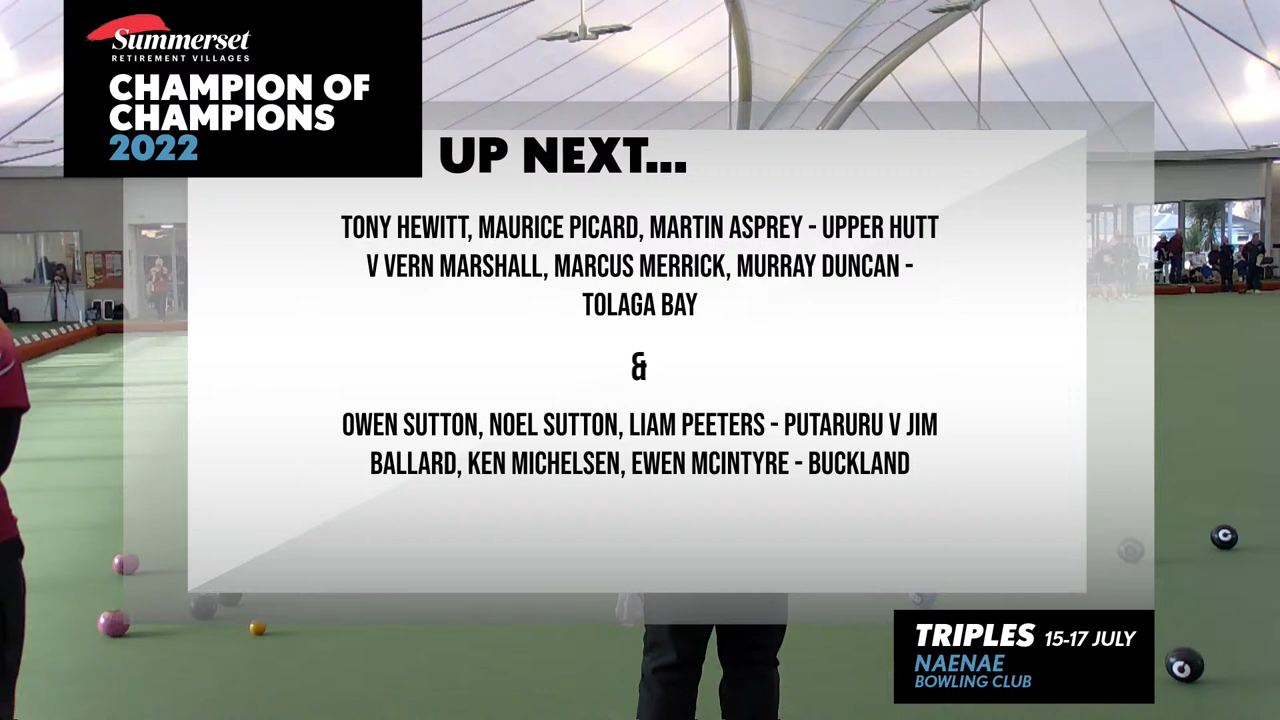 Summerset
RETIREMENT VILLAGES
CHAMPION OF
CHAMPIONS
2022
UP NEXT...
TONY HEWITT, MAURICE PICARD, MARTIN ASPREY - UPPER HUTT
V VERN MARSHALL, MARCUS MERRICK, MURRAY DUNCAN -
TOLAGA BAY
&
OWEN SUTTON, NOEL SUTTON, LIAM PEETERS - PUTARURU V JIM
BALLARD, KEN MICHELSEN, EWEN MCINTYRE - BUCKLAND
TRIPLES 15-17 JULY
NAENAE
BOWLING CLUB